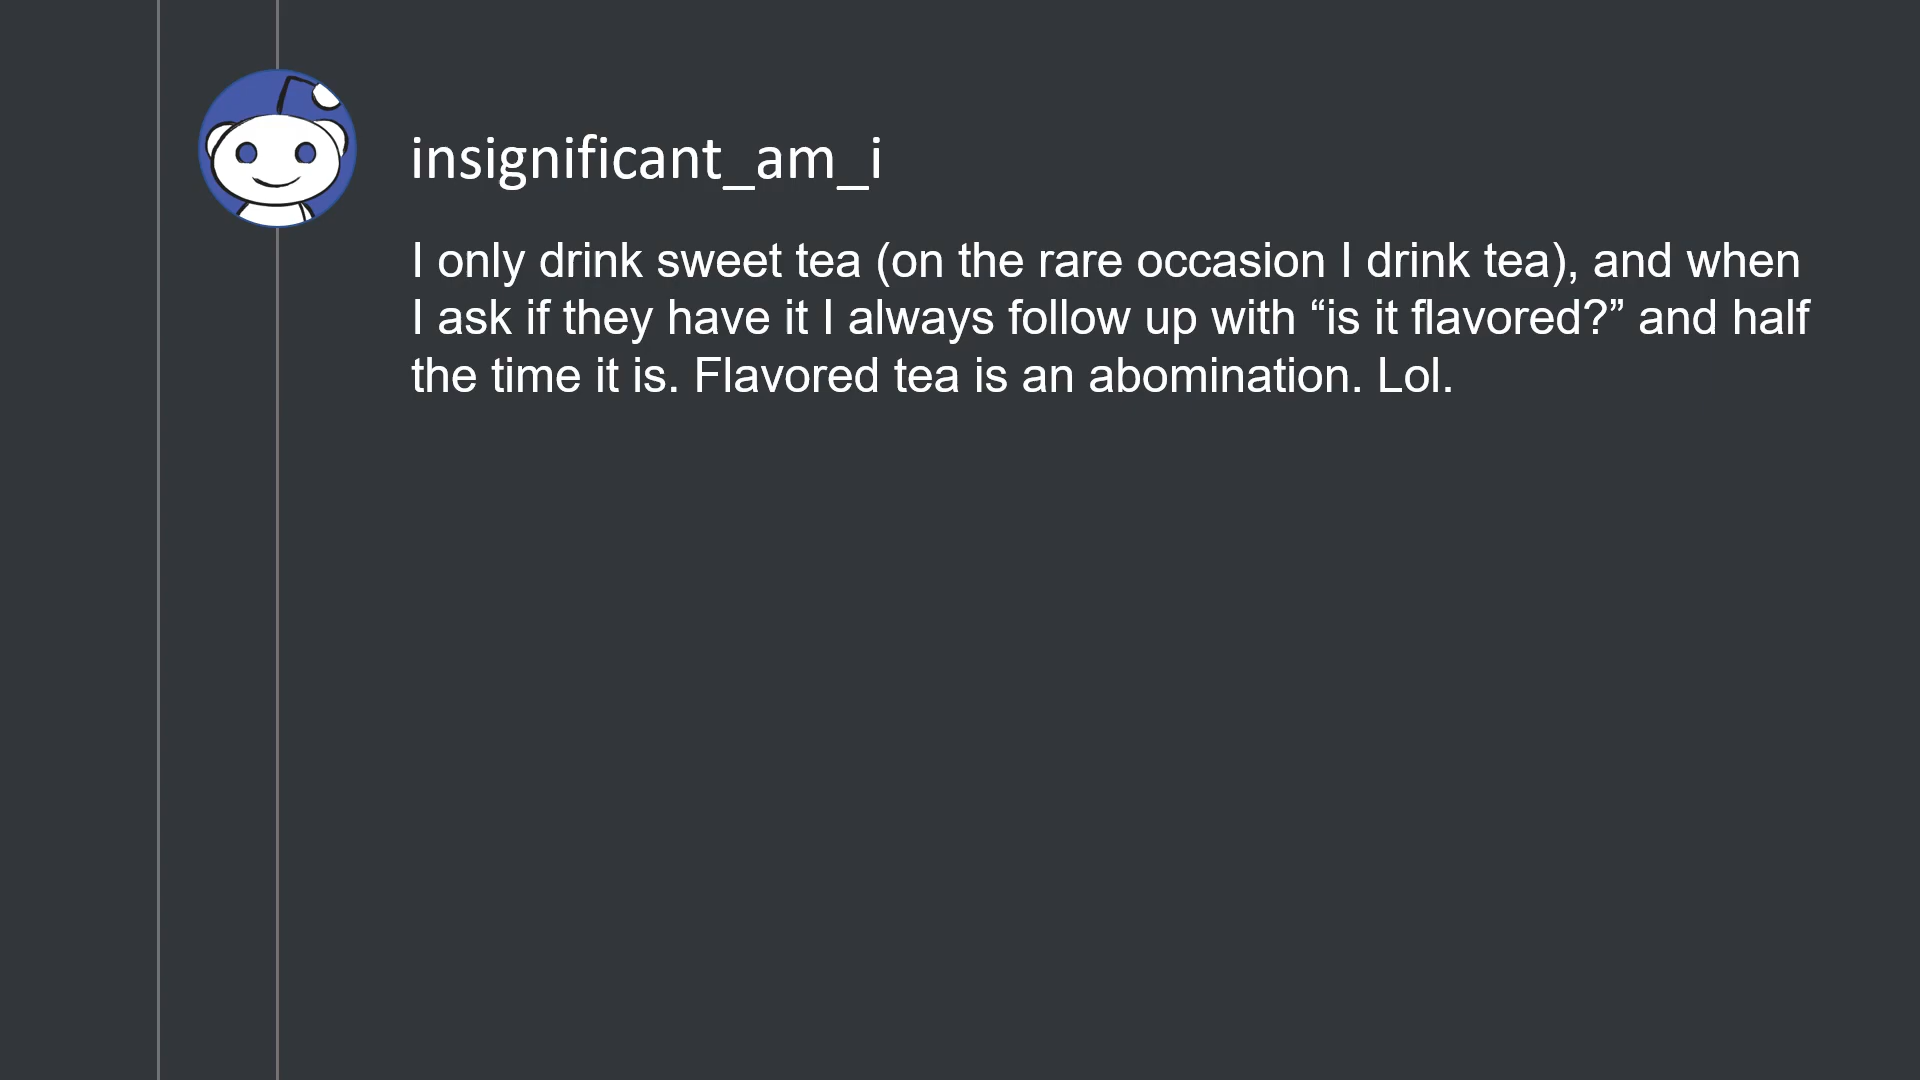 insignificant_am_i
I only drink sweet tea (on the rare occasion I drink tea), and when
I ask if they have it I always follow up with “is it flavored?” and half
the time it is. Flavored tea is an abomination. Lol.